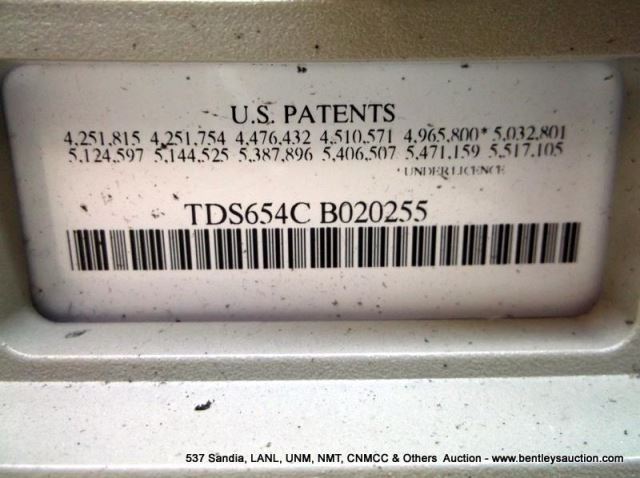 U.S. PATENTS
4,251,815 4,251,754 4,476,432 4,510,571 4,965,800* 5,032,801
5,124,597 5,144,525 5,387,896 5,406,507 5,471,159 5,517,105
* UNDER LICENCE
TDS654C B020255
537 Sandia, LANL, UNM, NMT, CNMCC & Others Auction - www.bentleysauction.com